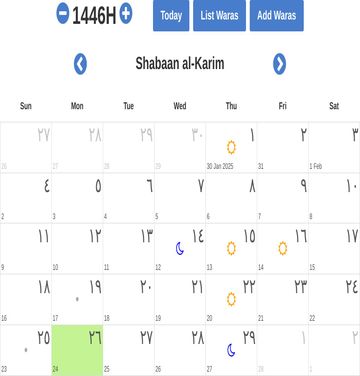 1446H
Today List Waras Add Waras
Shabaan al-Karim
Sun Mon Tue Wed Thu Fri Sat
٢٧ ٢٨ ٢٩ ٣٠ ١ ٢ ٣
26 27 28 29 30 Jan 2025 31 1 Feb
٤ ٥ ٦ ٧ ٨ ٩ ١٠
2 3 4 5 6 7 8
١١ ١٢ ١٣ ١٤ ١٥ ١٦ ١٧
9 10 11 12 13 14 15
١٨ ١٩ ٢٠ ٢١ ٢٢ ٢٣ ٢٤
16 17 18 19 20 21 22
٢٥ ٢٦ ٢٧ ٢٨ ٢٩ ١ ٢
23 24 25 26 27 28 1